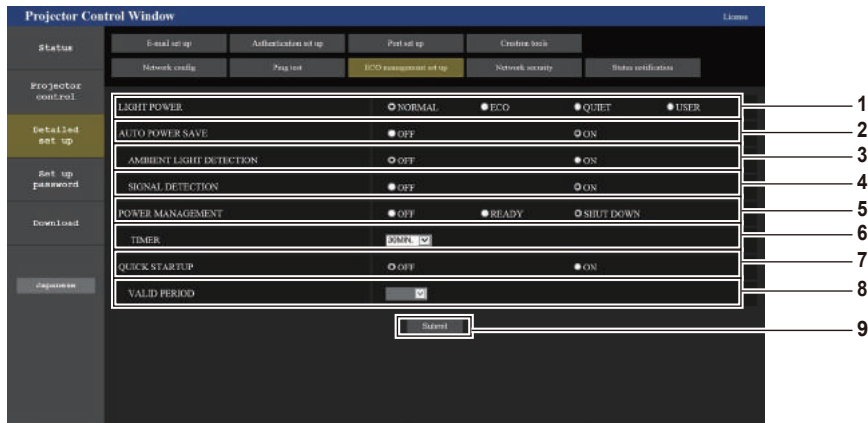 Projector Control Window
License
Status
Projector control
Detailed set up
Set up password
Download
Japanese
E-mail set up Authentication set up Port set up Crestron tools
Network config Ping test ECO management set up Network security Status notification
LIGHT POWER NORMAL ECO QUIET USER 1
AUTO POWER SAVE OFF ON 2
AMBIENT LIGHT DETECTION OFF ON 3
SIGNAL DETECTION OFF ON 4
POWER MANAGEMENT OFF READY SHUT DOWN 5
TIMER 30MIN. 6
QUICK STARTUP OFF ON 7
VALID PERIOD 8
Submit 9